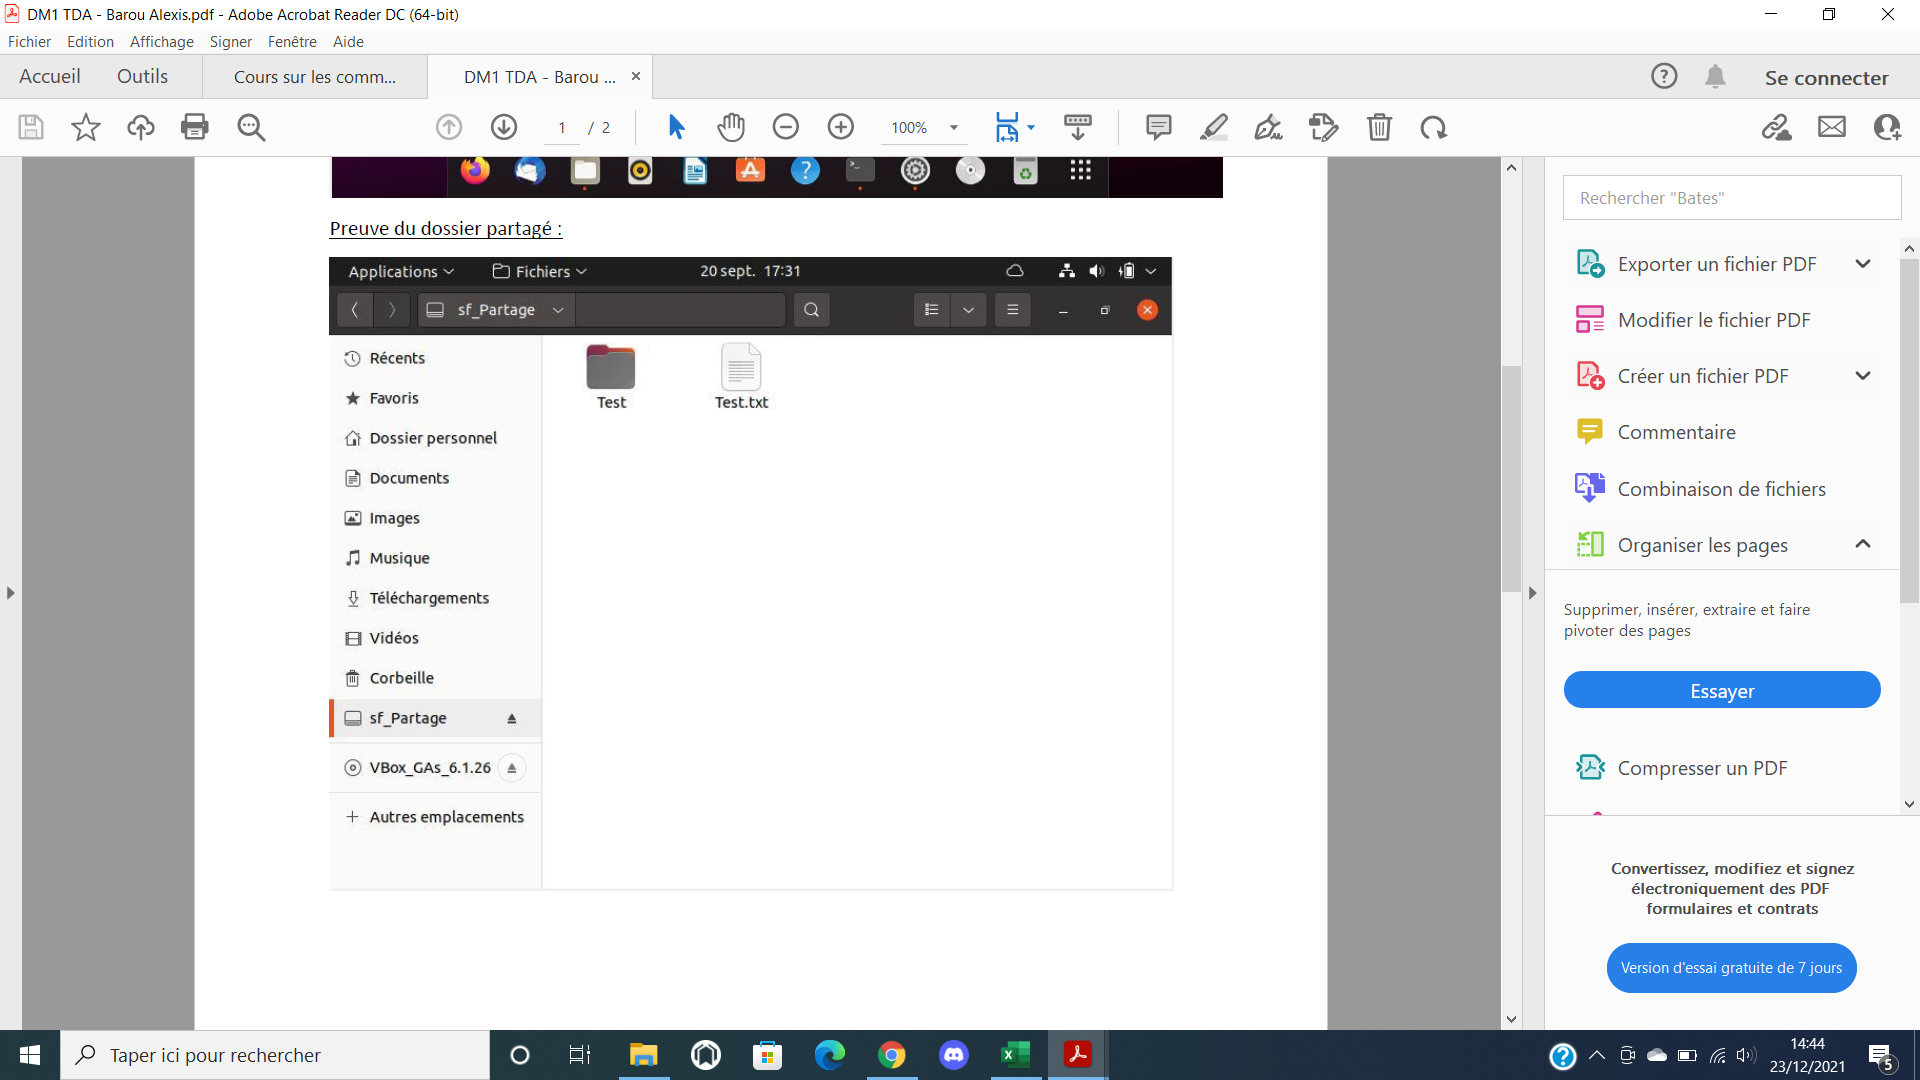 DM1 TDA - Barou Alexis.pdf - Adobe Acrobat Reader DC (64-bit)
Fichier Edition Affichage Signer Fenêtre Aide
Accueil Outils Cours sur les comm... DM1 TDA - Barou ... Se connecter
1 / 2 100%
Preuve du dossier partagé :
Applications Fichiers 20 sept. 17:31
sf_Partage
Récents
Favoris
Dossier personnel
Documents
Images
Musique
Téléchargements
Vidéos
Corbeille
sf_Partage
VBox_GAs_6.1.26
Autres emplacements
Test
Test.txt
Rechercher "Bates"
Exporter un fichier PDF
Modifier le fichier PDF
Créer un fichier PDF
Commentaire
Combinaison de fichiers
Organiser les pages
Supprimer, insérer, extraire et faire
pivoter des pages
Essayer
Compresser un PDF
Convertissez, modifiez et signez
électroniquement des PDF
formulaires et contrats
Version d'essai gratuite de 7 jours
Taper ici pour rechercher
14:44
23/12/2021
5